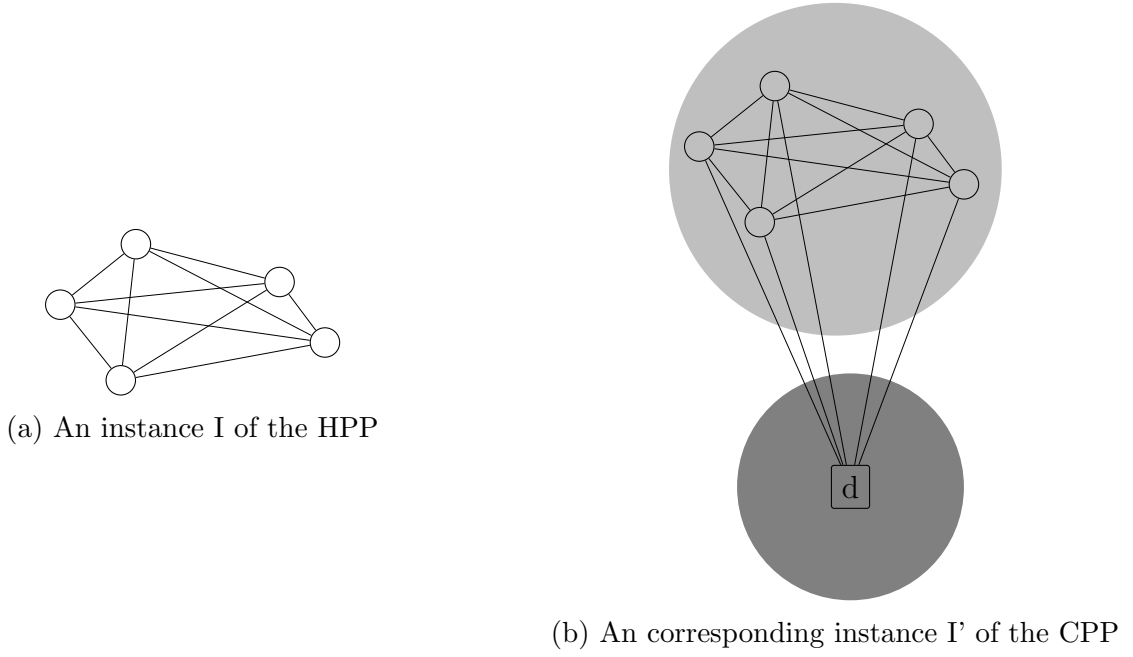 (a) An instance I of the HPP
d
(b) An corresponding instance I' of the CPP